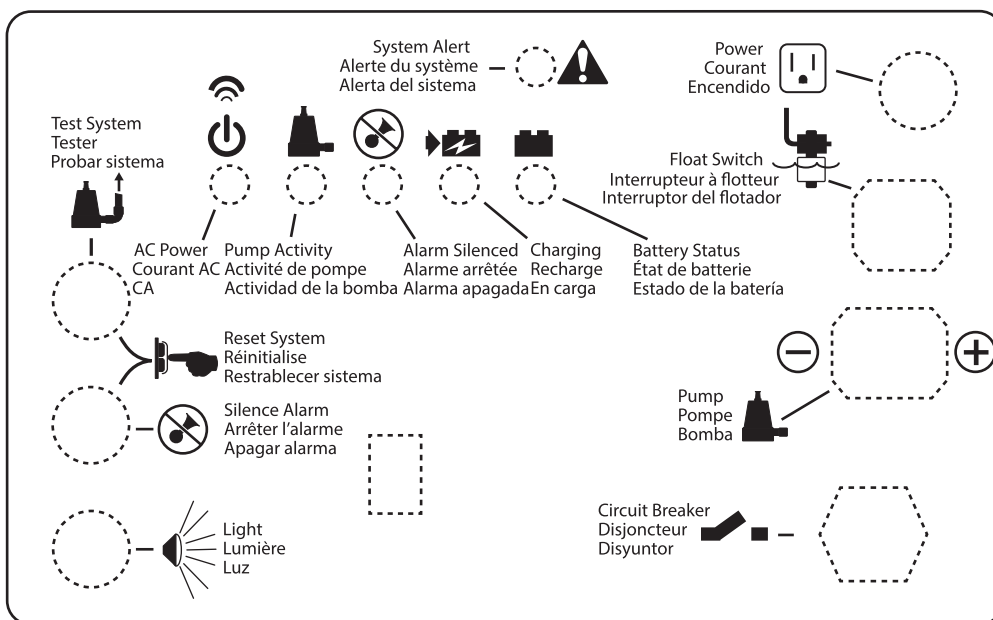 System Alert
Alerte du système
Alerta del sistema
Power
Courant
Encendido
Test System
Tester
Probar sistema
Float Switch
Interrupteur à flotteur
Interruptor del flotador
AC Power
Courant AC
CA
Pump Activity
Activité de pompe
Actividad de la bomba
Alarm Silenced
Alarme arrêtée
Alarma apagada
Charging
Recharge
En carga
Battery Status
État de batterie
Estado de la batería
Reset System
Réinitialise
Restrablecer sistema
Silence Alarm
Arrêter l'alarme
Apagar alarma
Pump
Pompe
Bomba
Light
Lumière
Luz
Circuit Breaker
Disjoncteur
Disyuntor